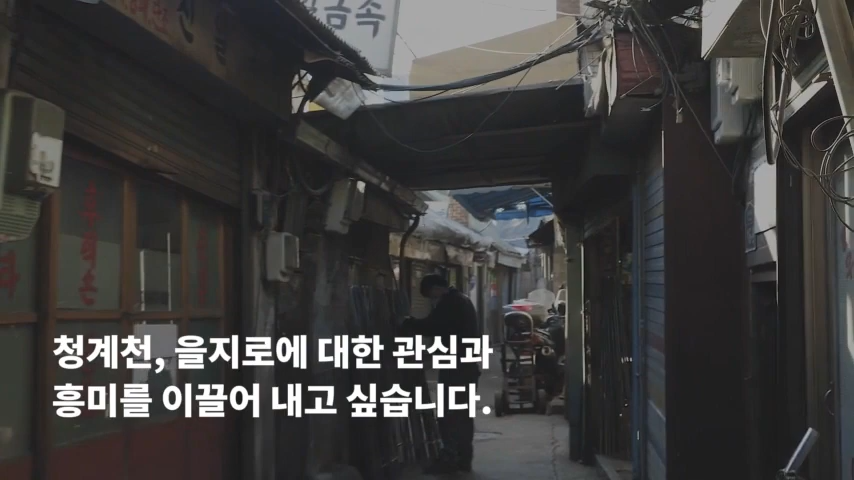 금속
청계천, 을지로에 대한 관심과
흥미를 이끌어 내고 싶습니다.